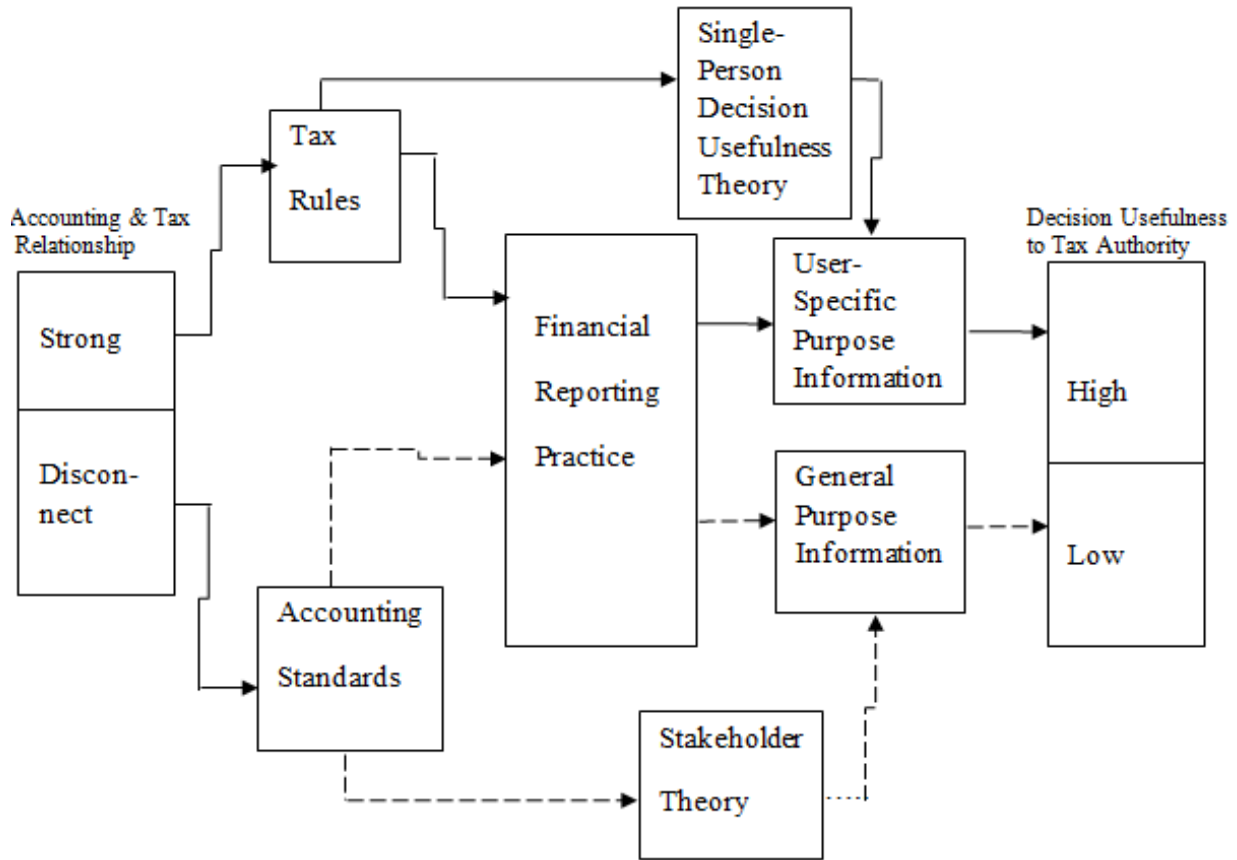 Single-
Person
Decision
Usefulness
Theory
Tax
Rules
Accounting & Tax
Relationship
Decision Usefulness
to Tax Authority
Strong
Discon-
nect
Financial
Reporting
Practice
User-
Specific
Purpose
Information
High
General
Purpose
Information
Low
Accounting
Standards
Stakeholder
Theory